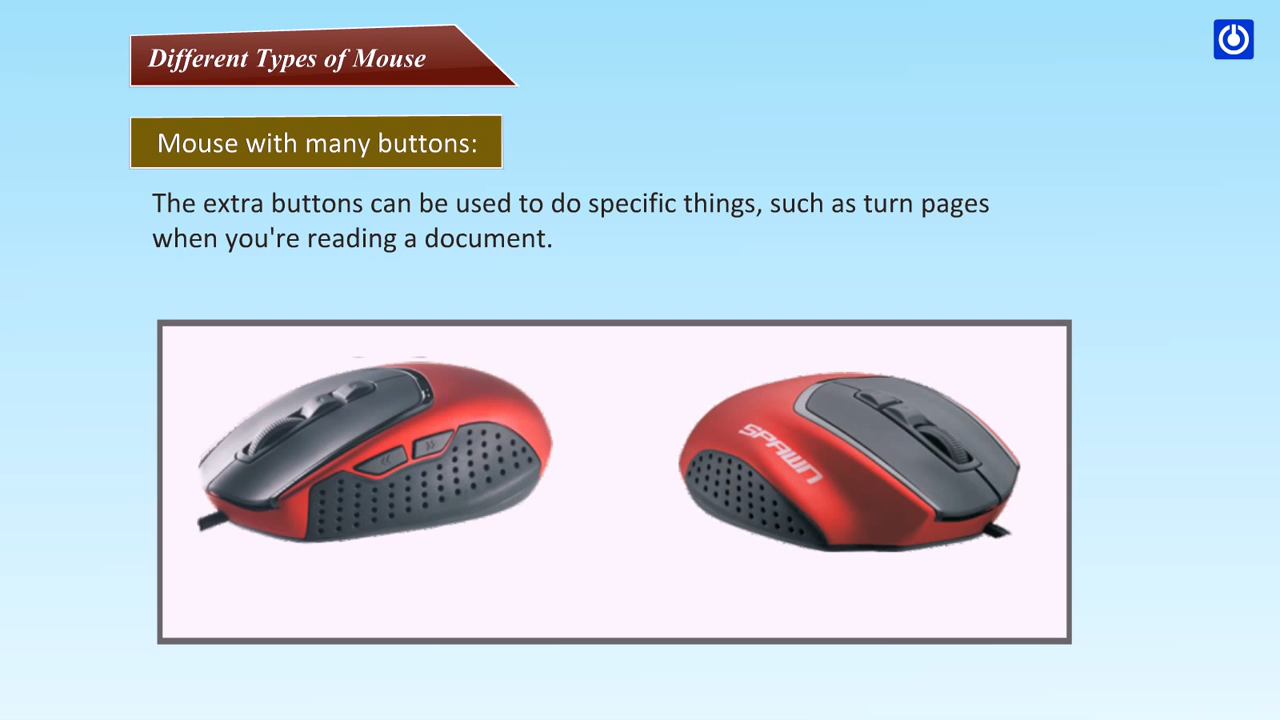 Different Types of Mouse
Mouse with many buttons:
The extra buttons can be used to do specific things, such as turn pages
when you're reading a document.
SPAWN